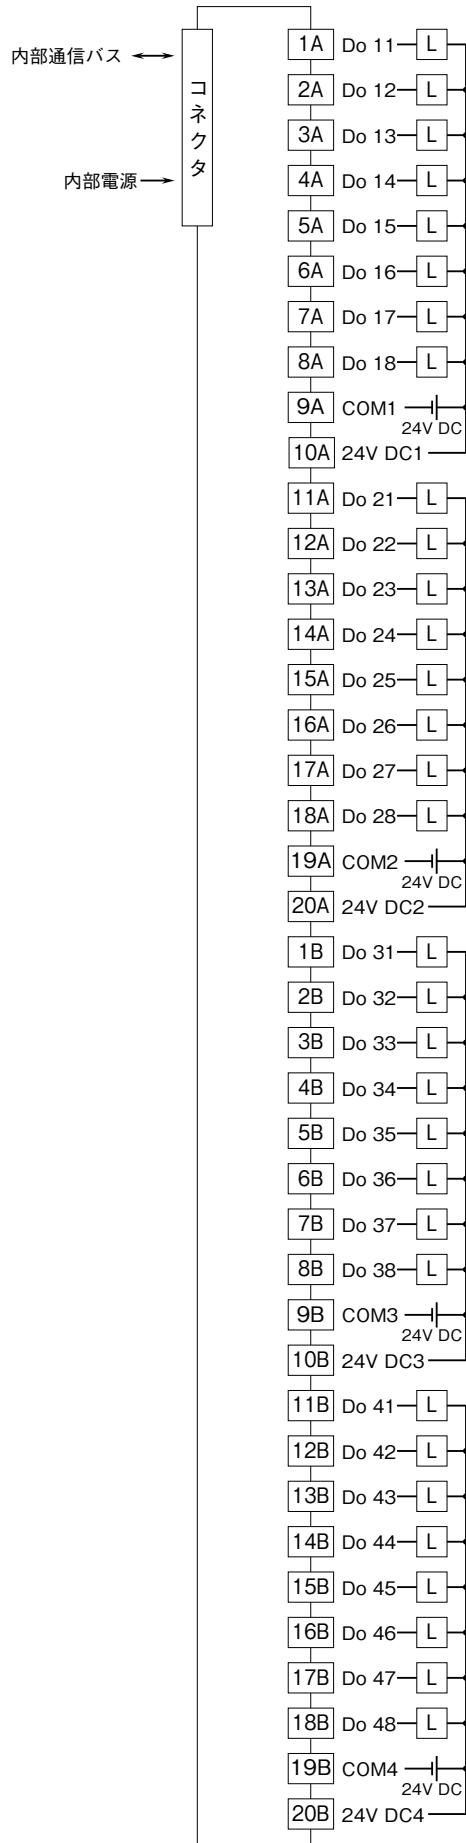 内部通信バス
コネクタ
内部電源
1A Do 11 L
2A Do 12 L
3A Do 13 L
4A Do 14 L
5A Do 15 L
6A Do 16 L
7A Do 17 L
8A Do 18 L
9A COM1
24V DC
10A 24V DC1
11A Do 21 L
12A Do 22 L
13A Do 23 L
14A Do 24 L
15A Do 25 L
16A Do 26 L
17A Do 27 L
18A Do 28 L
19A COM2
24V DC
20A 24V DC2
1B Do 31 L
2B Do 32 L
3B Do 33 L
4B Do 34 L
5B Do 35 L
6B Do 36 L
7B Do 37 L
8B Do 38 L
9B COM3
24V DC
10B 24V DC3
11B Do 41 L
12B Do 42 L
13B Do 43 L
14B Do 44 L
15B Do 45 L
16B Do 46 L
17B Do 47 L
18B Do 48 L
19B COM4
24V DC
20B 24V DC4